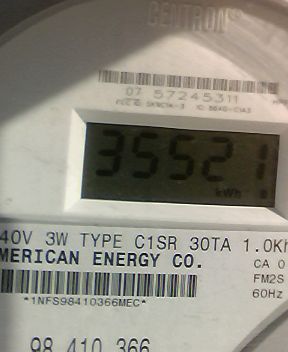 CENTRON
07 57245311
35521
kWh
40V 3W TYPE C1SR 30TA 1.0Kh
MERICAN ENERGY CO.
CA 0
FM2S
60Hz
*1NFS98410366MEC*
98 410 366